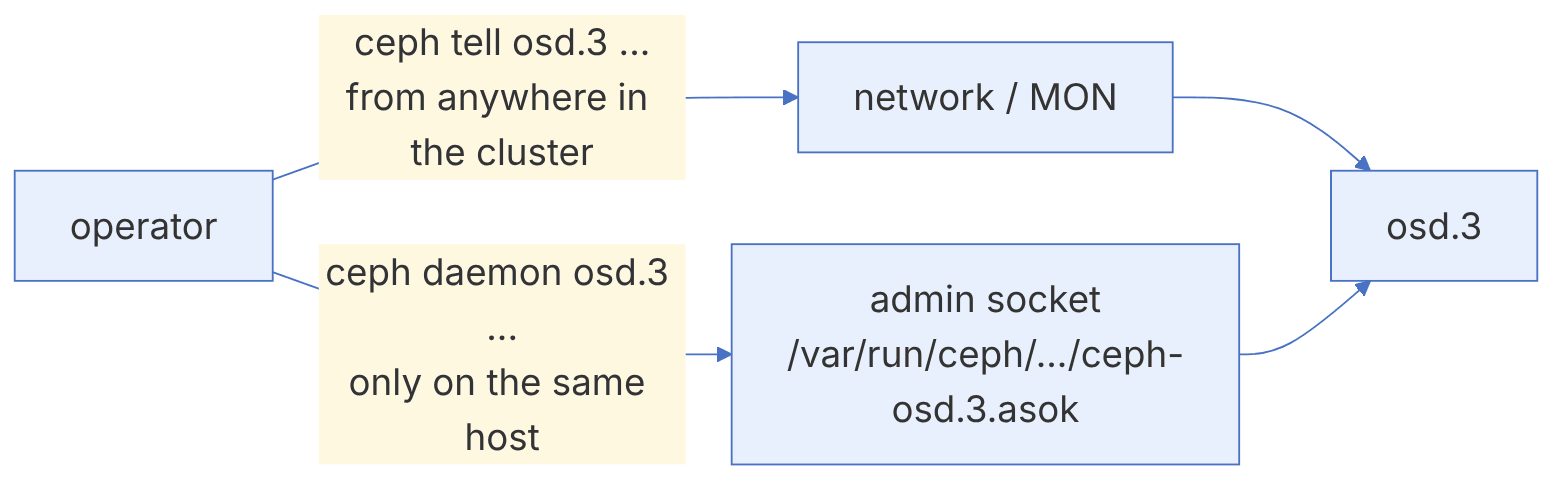 operator
ceph tell osd.3 ...
from anywhere in
the cluster
network / MON
ceph daemon osd.3
...
only on the same
host
admin socket
/var/run/ceph/.../ceph-
osd.3.asok
osd.3